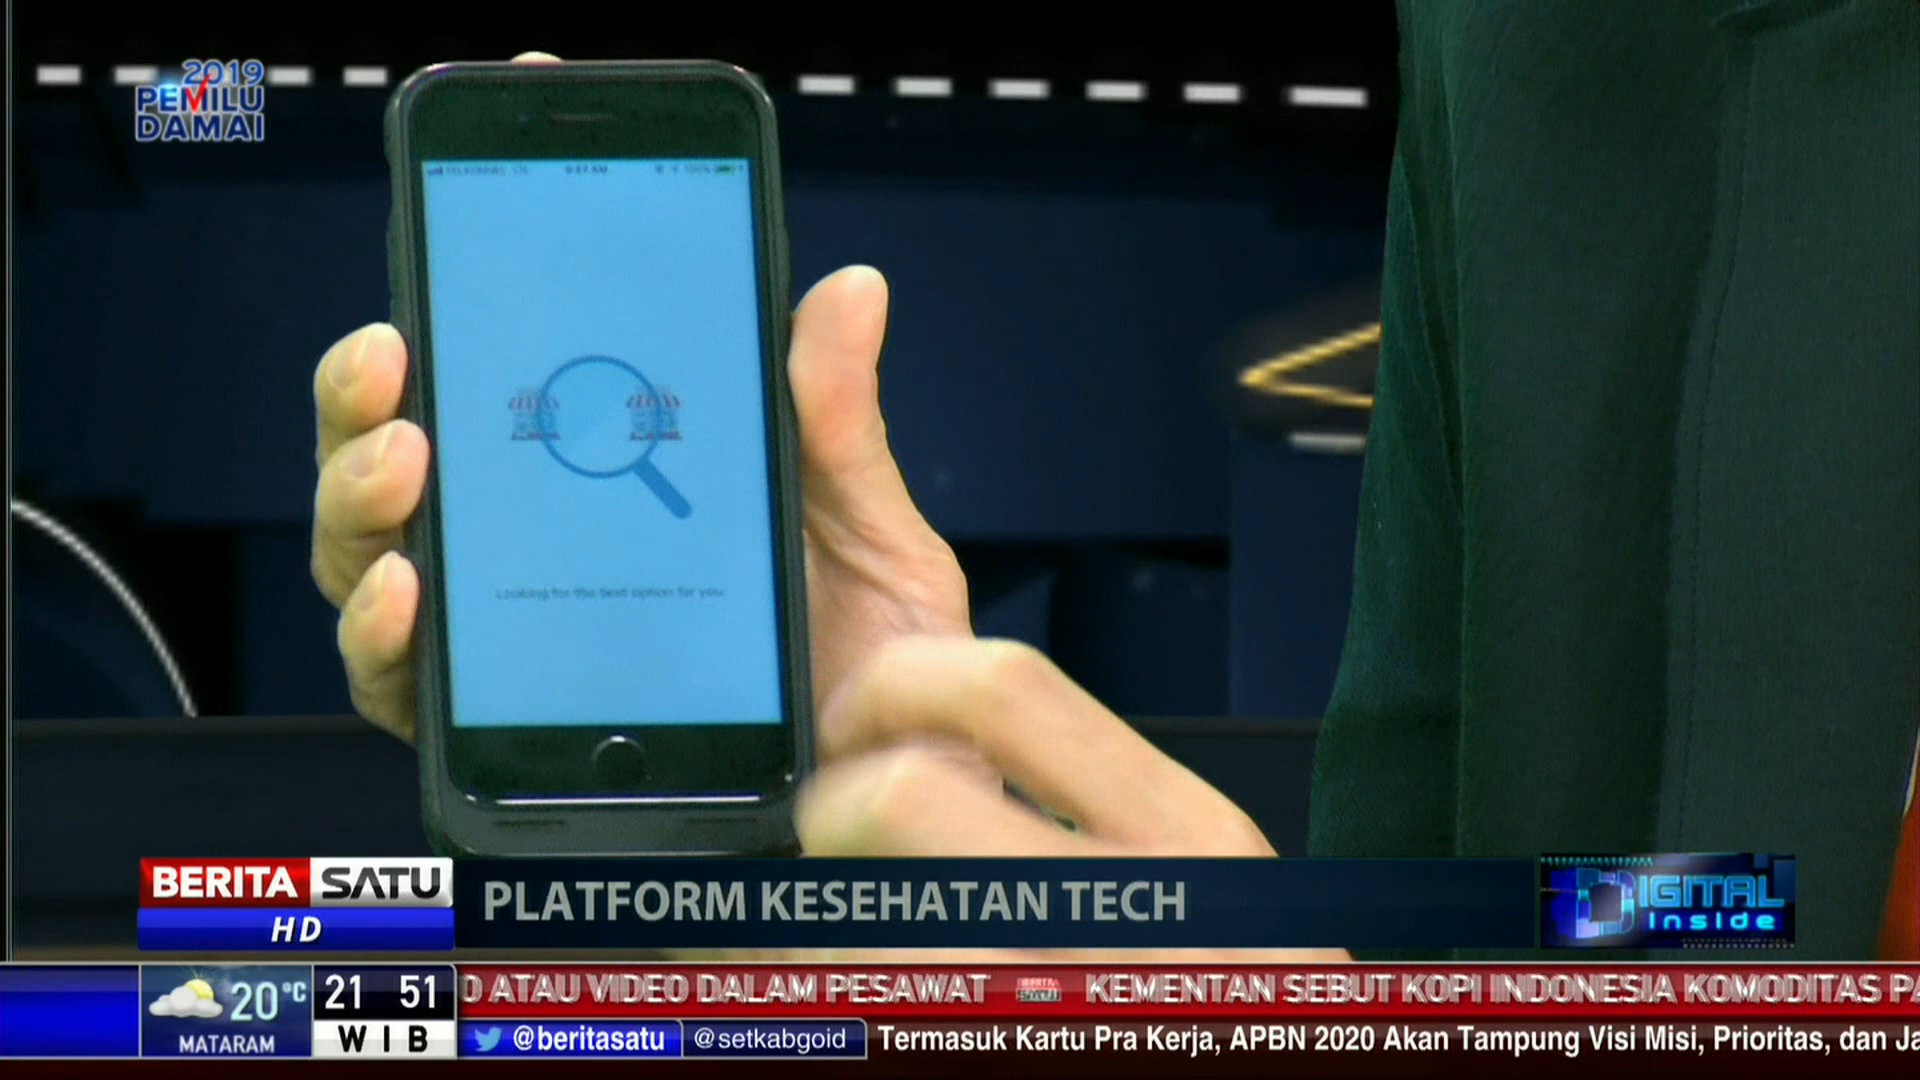 2019
PEMILU
DAMAI
Looking for the best option for you
BERITA SATU
HD
PLATFORM KESEHATAN TECH
DIGITAL
Inside
20°C
MATARAM
21 51
WIB
O ATAU VIDEO DALAM PESAWAT
KEMENTAN SEBUT KOPI INDONESIA KOMODITAS PA
@beritasatu
@setkabgoid
Termasuk Kartu Pra Kerja, APBN 2020 Akan Tampung Visi Misi, Prioritas, dan Ja